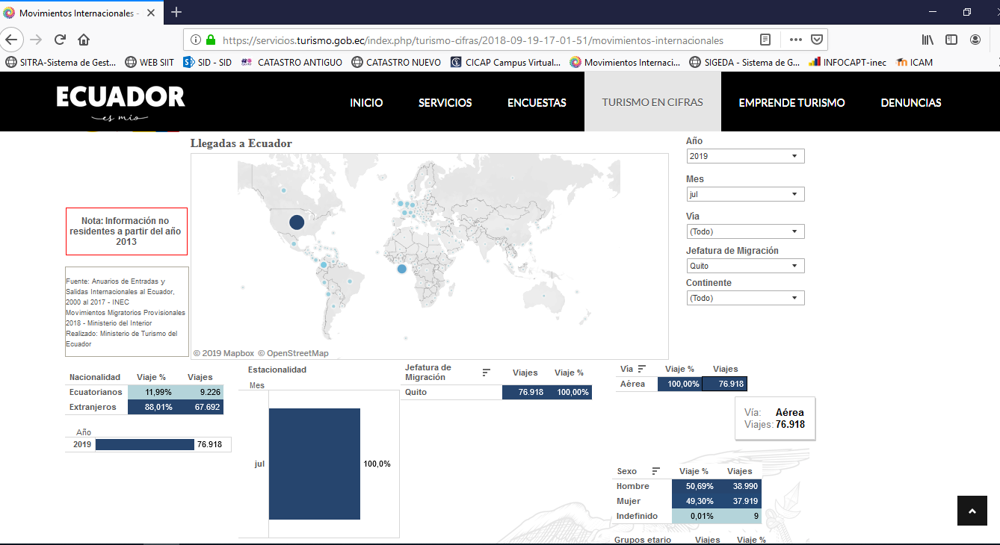 Movimientos Internacionales -
https://servicios.turismo.gob.ec/index.php/turismo-cifras/2018-09-19-17-01-51/movimientos-internacionales
SITRA-Sistema de Gest... WEB SIIT SID - SID CATASTRO ANTIGUO CATASTRO NUEVO CICAP Campus Virtual... Movimientos Internaci... SIGEDA - Sistema de G... INFOCAPT-inec ICAM
ECUADOR
es mío
INICIO SERVICIOS ENCUESTAS TURISMO EN CIFRAS EMPRENDE TURISMO DENUNCIAS
Llegadas a Ecuador
Año
2019
Mes
jul
Vía
(Todo)
Jefatura de Migración
Quito
Continente
(Todo)
Nota: Información no
residentes a partir del año
2013
Fuente: Anuarios de Entradas y
Salidas Internacionales al Ecuador,
2000 al 2017 - INEC
Movimientos Migratorios Provisionales
2018 - Ministerio del Interior
Realizado: Ministerio de Turismo del
Ecuador
© 2019 Mapbox © OpenStreetMap
Nacionalidad Viaje % Viajes
Ecuatorianos 11,99% 9.226
Extranjeros 88,01% 67.692
Año
2019 76.918
Estacionalidad
Mes
jul 100,0%
Jefatura de
Migración Viajes Viaje %
Quito 76.918 100,00%
Vía Viaje % Viajes
Aérea 100,00% 76.918
Vía: Aérea
Viajes: 76.918
Sexo Viaje % Viajes
Hombre 50,69% 38.990
Mujer 49,30% 37.919
Indefinido 0,01% 9
Grupos etario Viajes Viaje %